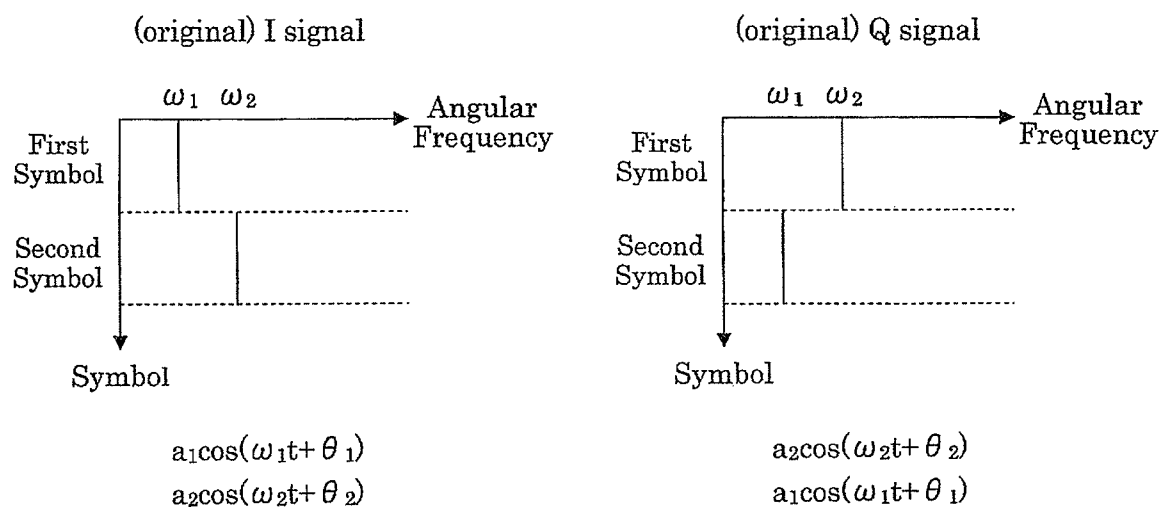 (original) I signal
ω1 ω2
Angular
Frequency
First
Symbol
Second
Symbol
Symbol
a1cos(ω1t+θ1)
a2cos(ω2t+θ2)
(original) Q signal
ω1 ω2
Angular
Frequency
First
Symbol
Second
Symbol
Symbol
a2cos(ω2t+θ2)
a1cos(ω1t+θ1)